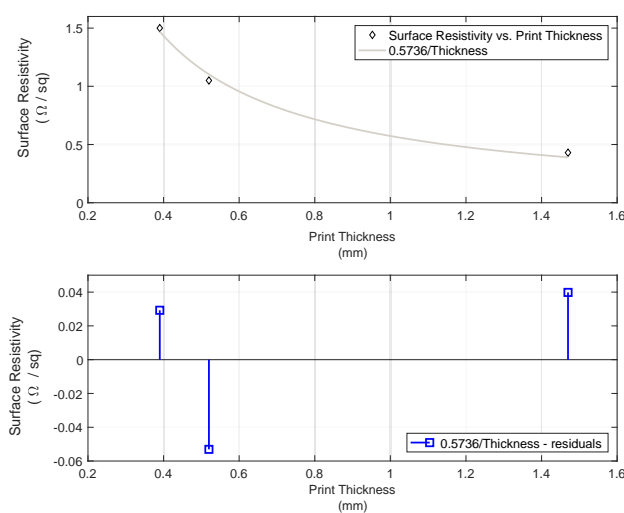 Surface Resistivity
( Ω / sq)
1.5
1
0.5
0
Surface Resistivity vs. Print Thickness
0.5736/Thickness
0.2 0.4 0.6 0.8 1 1.2 1.4 1.6
Print Thickness
(mm)
Surface Resistivity
( Ω / sq)
0.04
0.02
0
-0.02
-0.04
-0.06
0.5736/Thickness - residuals
0.2 0.4 0.6 0.8 1 1.2 1.4 1.6
Print Thickness
(mm)